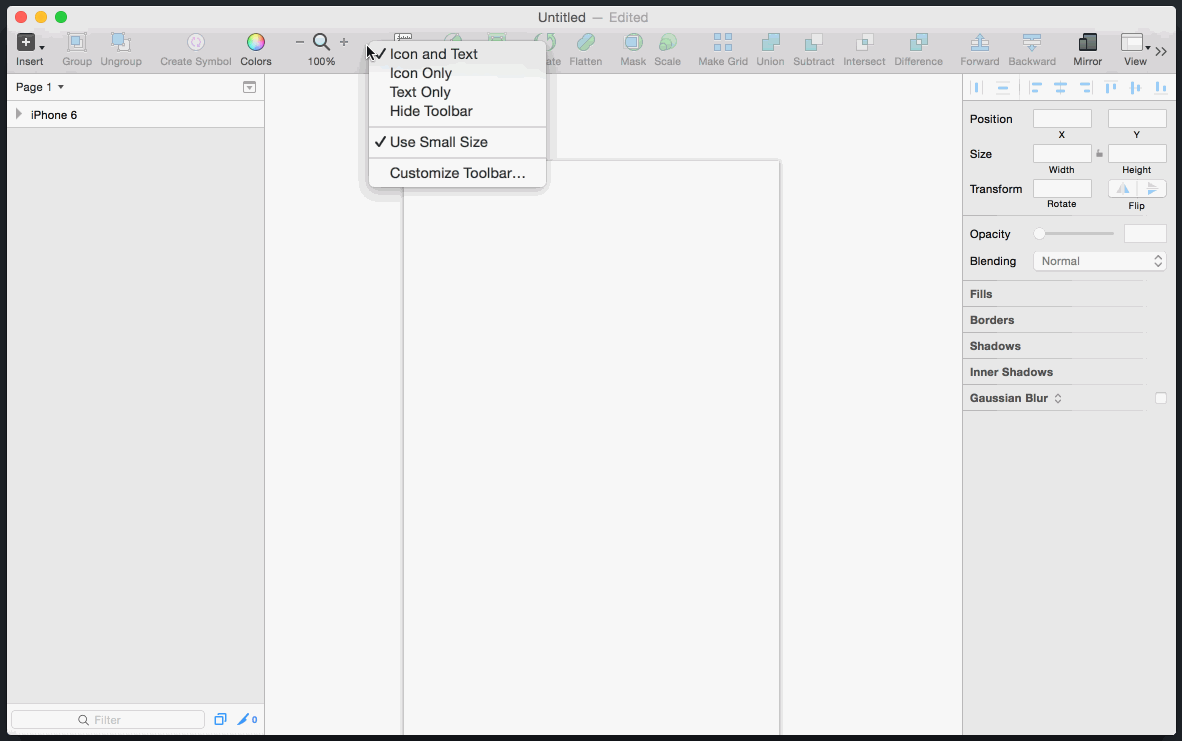 Untitled — Edited
Insert Group Ungroup Create Symbol Colors 100% Flatten Mask Scale Make Grid Union Subtract Intersect Difference Forward Backward Mirror View
Icon and Text
Icon Only
Text Only
Hide Toolbar
Use Small Size
Customize Toolbar…
Page 1
iPhone 6
Filter
0
Position
X Y
Size
Width Height
Transform
Rotate Flip
Opacity
Blending Normal
Fills
Borders
Shadows
Inner Shadows
Gaussian Blur